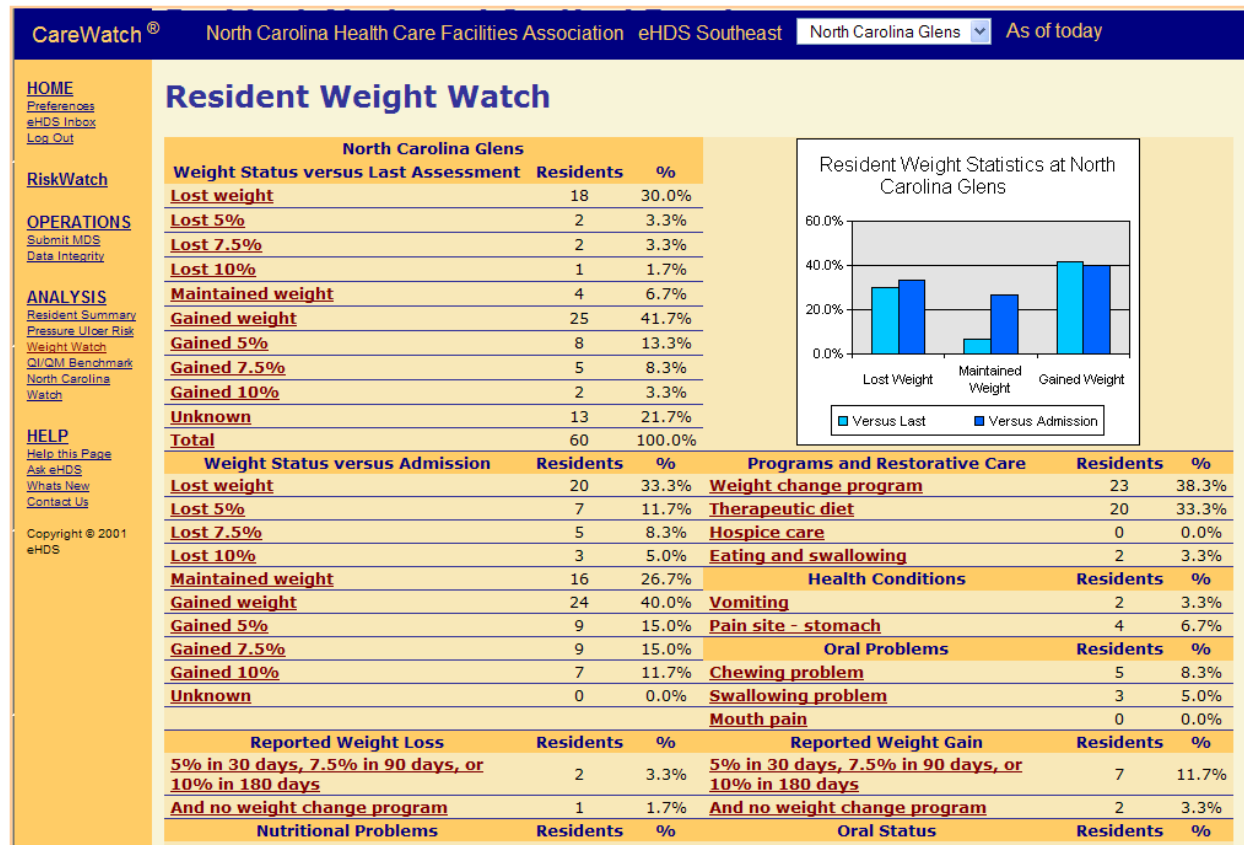 CareWatch ® North Carolina Health Care Facilities Association eHDS Southeast North Carolina Glens As of today
HOME
Preferences
eHDS Inbox
Log Out
RiskWatch
OPERATIONS
Submit MDS
Data Integrity
ANALYSIS
Resident Summary
Pressure Ulcer Risk
Weight Watch
QI/QM Benchmark
North Carolina
Watch
HELP
Help this Page
Ask eHDS
Whats New
Contact Us
Copyright © 2001
eHDS
Resident Weight Watch
North Carolina Glens
Weight Status versus Last Assessment Residents %
Lost weight 18 30.0%
Lost 5% 2 3.3%
Lost 7.5% 2 3.3%
Lost 10% 1 1.7%
Maintained weight 4 6.7%
Gained weight 25 41.7%
Gained 5% 8 13.3%
Gained 7.5% 5 8.3%
Gained 10% 2 3.3%
Unknown 13 21.7%
Total 60 100.0%
Resident Weight Statistics at North
Carolina Glens
60.0%
40.0%
20.0%
0.0%
Lost Weight Maintained Weight Gained Weight
Versus Last Versus Admission
Weight Status versus Admission Residents % Programs and Restorative Care Residents %
Lost weight 20 33.3% Weight change program 23 38.3%
Lost 5% 7 11.7% Therapeutic diet 20 33.3%
Lost 7.5% 5 8.3% Hospice care 0 0.0%
Lost 10% 3 5.0% Eating and swallowing 2 3.3%
Maintained weight 16 26.7% Health Conditions Residents %
Gained weight 24 40.0% Vomiting 2 3.3%
Gained 5% 9 15.0% Pain site - stomach 4 6.7%
Gained 7.5% 9 15.0% Oral Problems Residents %
Gained 10% 7 11.7% Chewing problem 5 8.3%
Unknown 0 0.0% Swallowing problem 3 5.0%
Mouth pain 0 0.0%
Reported Weight Loss Residents % Reported Weight Gain Residents %
5% in 30 days, 7.5% in 90 days, or 10% in 180 days 2 3.3% 5% in 30 days, 7.5% in 90 days, or 10% in 180 days 7 11.7%
And no weight change program 1 1.7% And no weight change program 2 3.3%
Nutritional Problems Residents % Oral Status Residents %